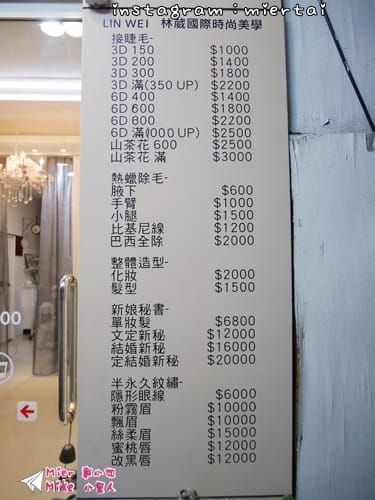 instagram：miertai
LIN WEI 林威國際時尚美學
接睫毛-
3D 150 $1000
3D 200 $1400
3D 300 $1800
3D 滿(350 UP) $2200
6D 400 $1400
6D 600 $1800
6D 800 $2200
6D 滿(1000 UP) $2500
山茶花 600 $2500
山茶花 滿 $3000
熱蠟除毛-
腋下 $600
手臂 $1000
小腿 $1500
比基尼線 $1200
巴西全除 $2000
整體造型-
化妝 $2000
髮型 $1500
新娘秘書-
單妝髮 $6800
文定新秘 $12000
結婚新秘 $16000
定結婚新秘 $20000
半永久紋繡-
隱形眼線 $6000
粉霧眉 $10000
飄眉 $10000
絲柔眉 $15000
蜜桃唇 $12000
改黑唇 $12000
Mier
Mike